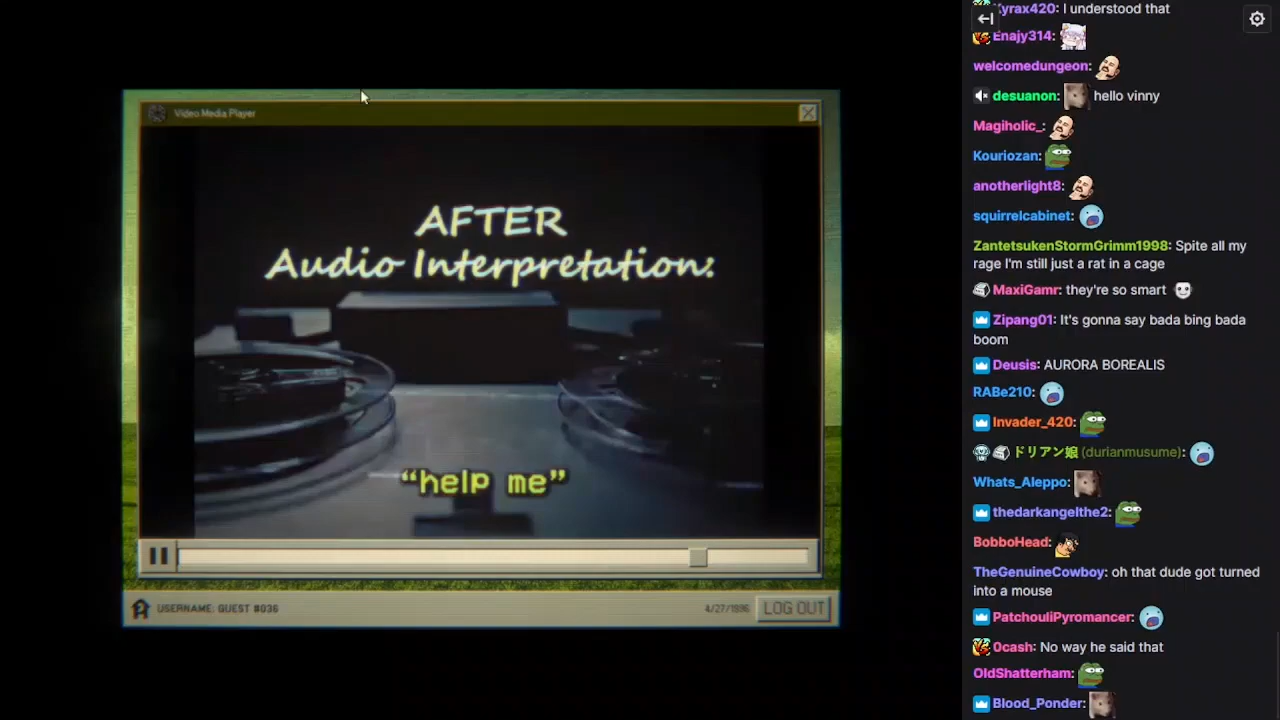 Video Media Player
AFTER
Audio Interpretation:
“help me”
USERNAME: GUEST #036
4/27/1996
LOG OUT
Kyrax420: I understood that
Enajy314:
welcomedungeon:
desuanon: hello vinny
Magiholic_:
Kouriozan:
anotherlight8:
squirrelcabinet:
ZantetsukenStormGrimm1998: Spite all my
rage I'm still just a rat in a cage
MaxiGamr: they're so smart
Zipang01: It's gonna say bada bing bada
boom
Deusis: AURORA BOREALIS
RABe210:
Invader_420:
ドリアン娘 (durianmusume):
Whats_Aleppo:
thedarkangelthe2:
BobboHead:
TheGenuineCowboy: oh that dude got turned
into a mouse
PatchouliPyromancer:
0cash: No way he said that
OldShatterham:
Blood_Ponder: